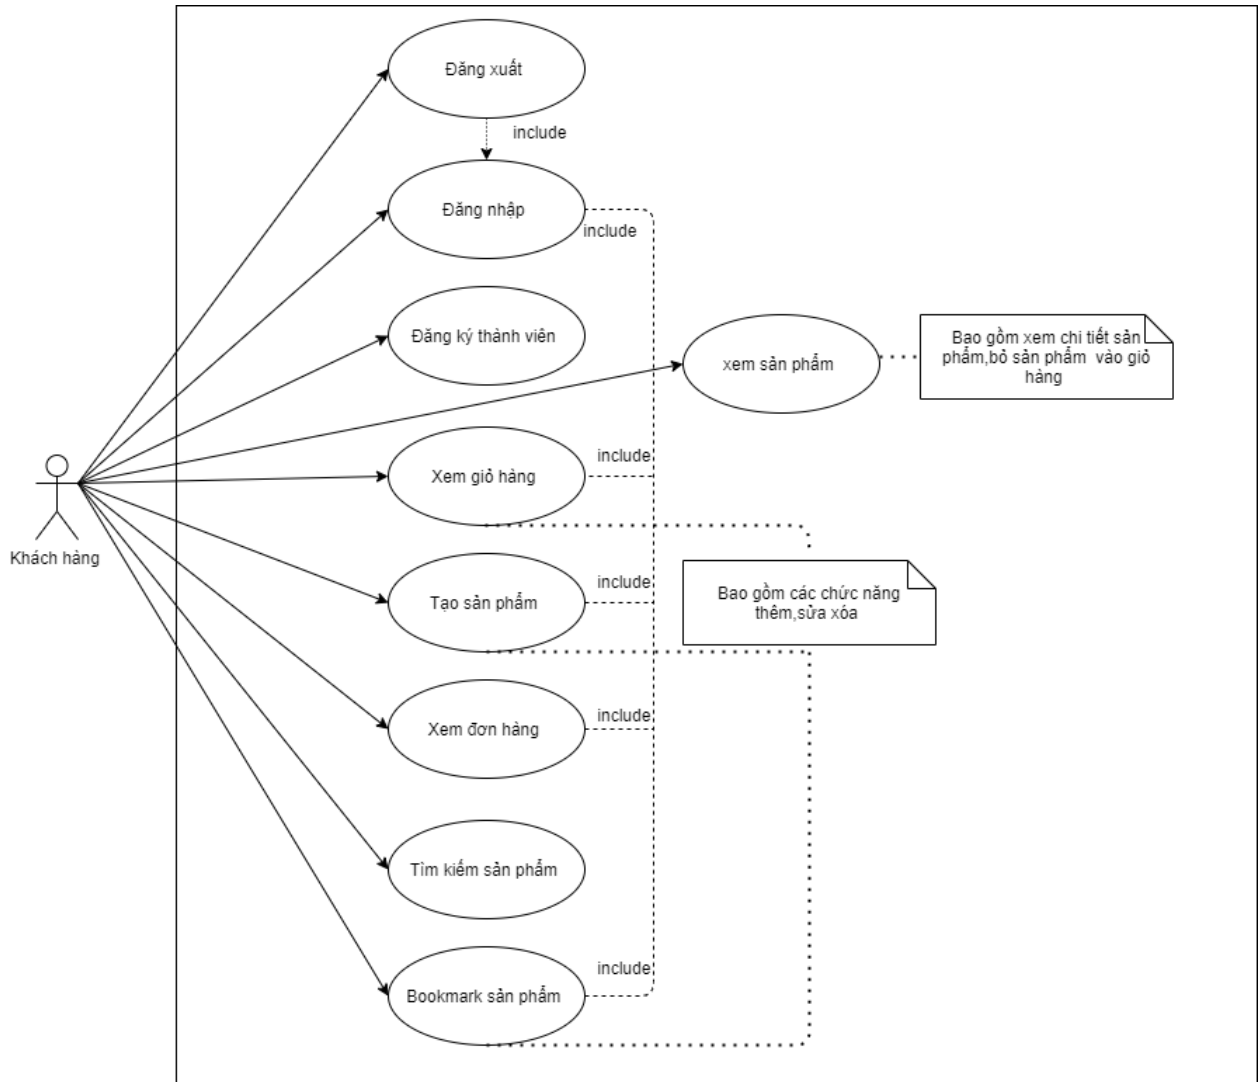 Đăng xuất
include
Đăng nhập
include
Đăng ký thành viên
xem sản phẩm
Bao gồm xem chi tiết sản
phẩm,bỏ sản phẩm vào giỏ
hàng
Xem giỏ hàng
include
Khách hàng
Tạo sản phẩm
include
Bao gồm các chức năng
thêm,sửa xóa
Xem đơn hàng
include
Tìm kiếm sản phẩm
Bookmark sản phẩm
include